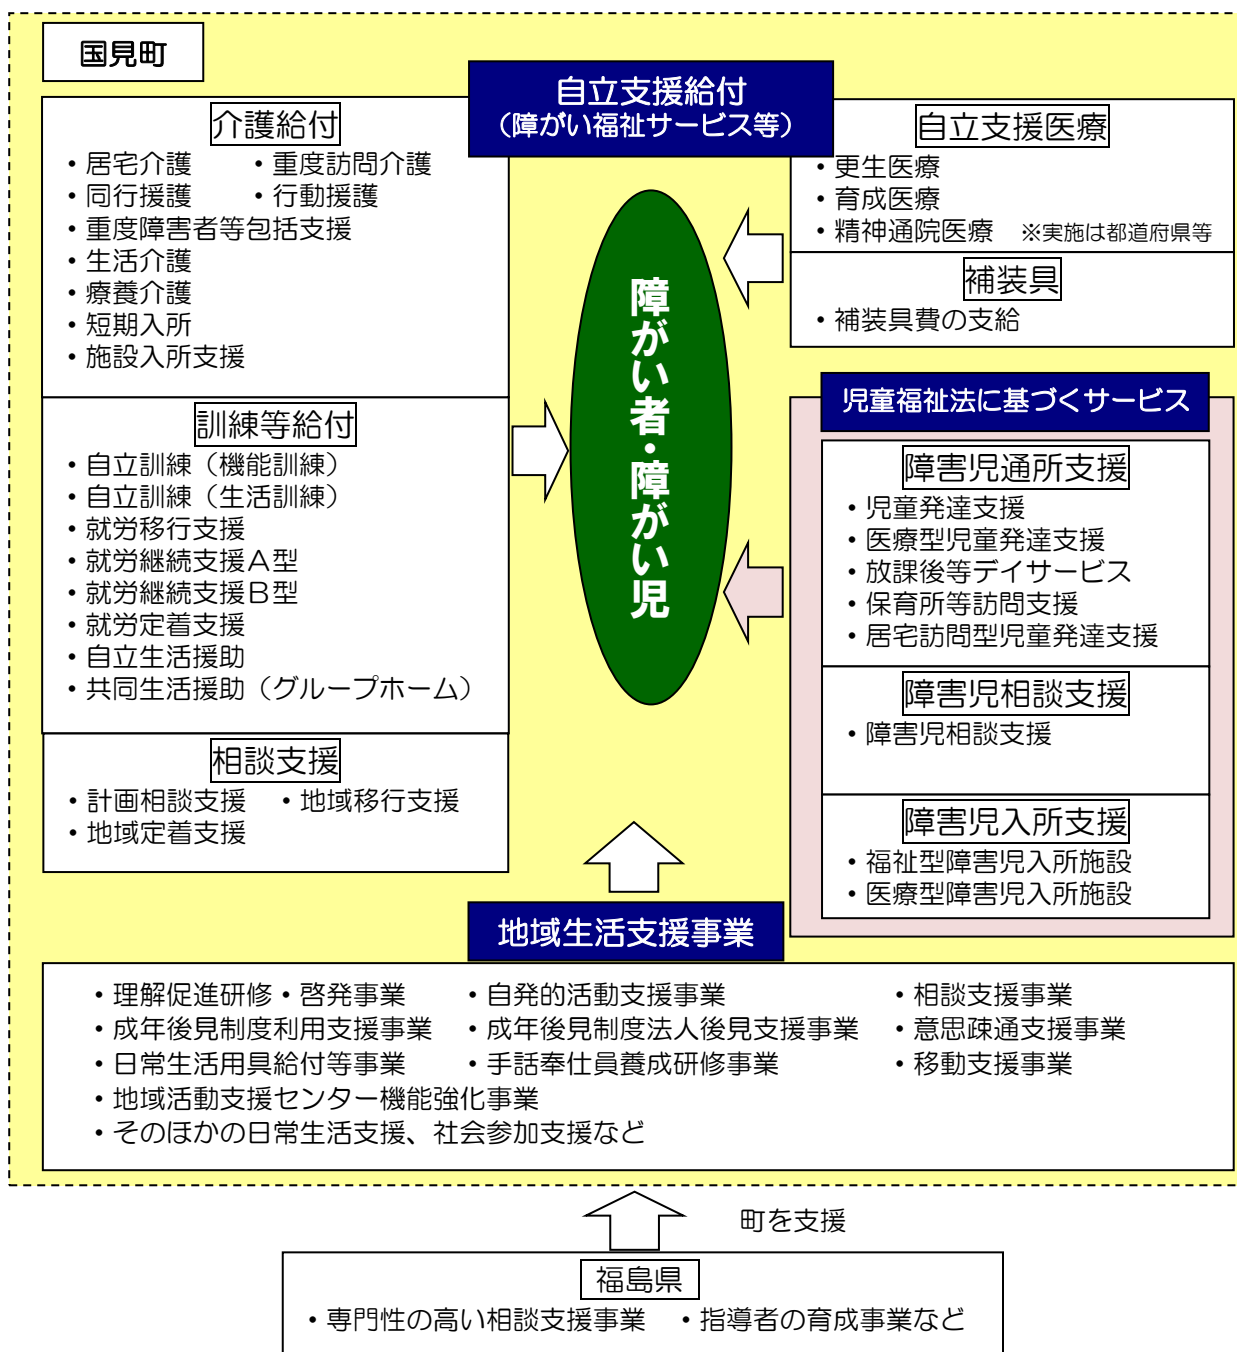 国見町
自立支援給付
（障がい福祉サービス等）
介護給付
・居宅介護　・重度訪問介護
・同行援護　・行動援護
・重度障害者等包括支援
・生活介護
・療養介護
・短期入所
・施設入所支援
訓練等給付
・自立訓練（機能訓練）
・自立訓練（生活訓練）
・就労移行支援
・就労継続支援Ａ型
・就労継続支援Ｂ型
・就労定着支援
・自立生活援助
・共同生活援助（グループホーム）
相談支援
・計画相談支援　・地域移行支援
・地域定着支援
障がい者・障がい児
自立支援医療
・更生医療
・育成医療
・精神通院医療　※実施は都道府県等
補装具
・補装具費の支給
児童福祉法に基づくサービス
障害児通所支援
・児童発達支援
・医療型児童発達支援
・放課後等デイサービス
・保育所等訪問支援
・居宅訪問型児童発達支援
障害児相談支援
・障害児相談支援
障害児入所支援
・福祉型障害児入所施設
・医療型障害児入所施設
地域生活支援事業
・理解促進研修・啓発事業　・自発的活動支援事業　・相談支援事業
・成年後見制度利用支援事業　・成年後見制度法人後見支援事業　・意思疎通支援事業
・日常生活用具給付等事業　・手話奉仕員養成研修事業　・移動支援事業
・地域活動支援センター機能強化事業
・そのほかの日常生活支援、社会参加支援など
町を支援
福島県
・専門性の高い相談支援事業　・指導者の育成事業など